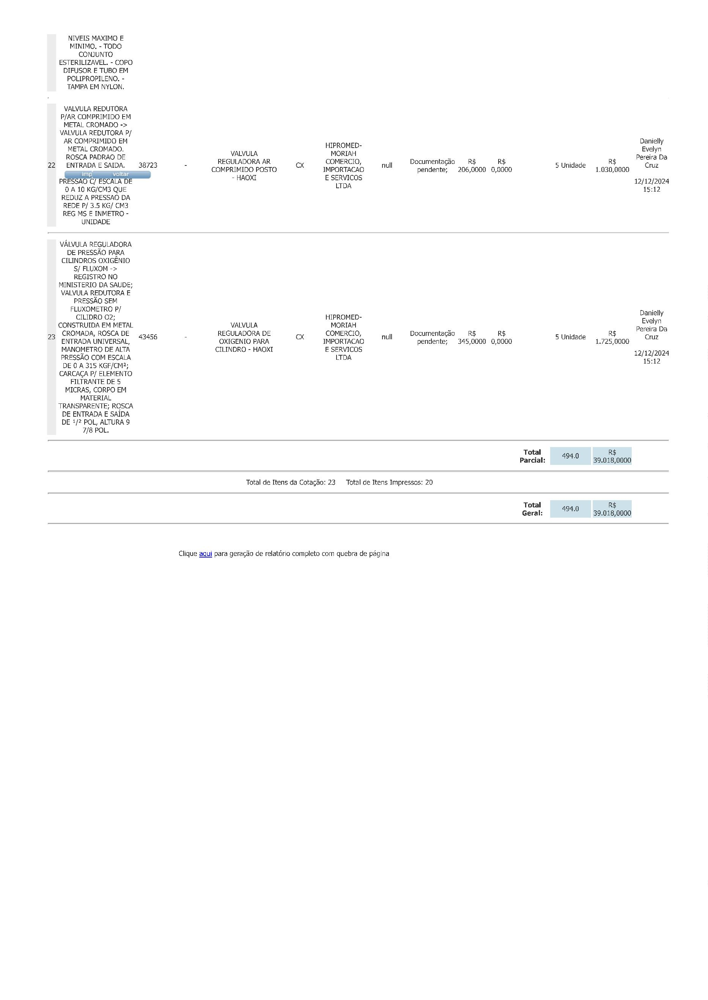 NIVEIS MAXIMO E
MINIMO. - TODO
CONJUNTO
ESTERILIZAVEL. - COPO
DIFUSOR E TUBO EM
POLIPROPILENO. -
TAMPA EM NYLON.
22
VALVULA REDUTORA
P/AR COMPRIMIDO EM
METAL CROMADO ->
VALVULA REDUTORA P/
AR COMPRIMIDO EM
METAL CROMADO.
ROSCA PADRAO DE
ENTRADA E SAIDA.
imp voltar
PRESSAO C/ ESCALA DE
0 A 10 KG/CM3 QUE
REDUZ A PRESSAO DA
REDE P/ 3.5 KG/ CM3
REG MS E INMETRO -
UNIDADE
38723
-
VALVULA
REGULADORA AR
COMPRIMIDO POSTO
- HAOXI
CX
HIPROMED-
MORIAH
COMERCIO,
IMPORTACAO
E SERVICOS
LTDA
null
Documentação
pendente;
R$
206,0000
R$
0,0000
5 Unidade
R$
1.030,0000
Danielly
Evelyn
Pereira Da
Cruz
12/12/2024
15:12
23
VÁLVULA REGULADORA
DE PRESSÃO PARA
CILINDROS OXIGÊNIO
S/ FLUXOM ->
REGISTRO NO
MINISTERIO DA SAUDE;
VALVULA REDUTORA E
PRESSÃO SEM
FLUXOMETRO P/
CILIDRO O2;
CONSTRUIDA EM METAL
CROMADA, ROSCA DE
ENTRADA UNIVERSAL,
MANOMETRO DE ALTA
PRESSÃO COM ESCALA
DE 0 A 315 KGF/CM²;
CARCAÇA P/ ELEMENTO
FILTRANTE DE 5
MICRAS, CORPO EM
MATERIAL
TRANSPARENTE; ROSCA
DE ENTRADA E SAÍDA
DE ¹/² POL, ALTURA 9
7/8 POL.
43456
-
VALVULA
REGULADORA DE
OXIGENIO PARA
CILINDRO - HAOXI
CX
HIPROMED-
MORIAH
COMERCIO,
IMPORTACAO
E SERVICOS
LTDA
null
Documentação
pendente;
R$
345,0000
R$
0,0000
5 Unidade
R$
1.725,0000
Danielly
Evelyn
Pereira Da
Cruz
12/12/2024
15:12
Total
Parcial:
494.0
R$
39.018,0000
Total de Itens da Cotação: 23 Total de Itens Impressos: 20
Total
Geral:
494.0
R$
39.018,0000
Clique aqui para geração de relatório completo com quebra de página